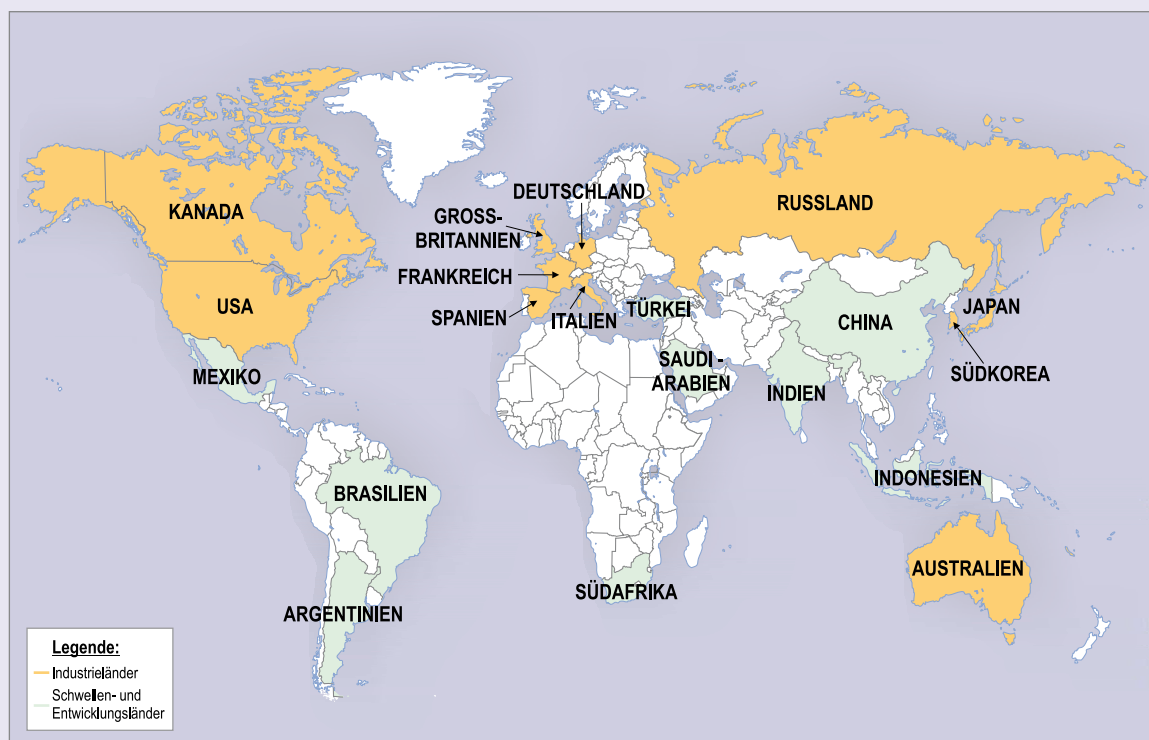 DEUTSCHLAND
KANADA
RUSSLAND
GROSS-
BRITANNIEN
FRANKREICH
USA
SPANIEN
ITALIEN
TÜRKEI
CHINA
JAPAN
SAUDI -
ARABIEN
SÜDKOREA
MEXIKO
INDIEN
INDONESIEN
BRASILIEN
AUSTRALIEN
SÜDAFRIKA
ARGENTINIEN
Legende:
Industrieländer
Schwellen- und
Entwicklungsländer